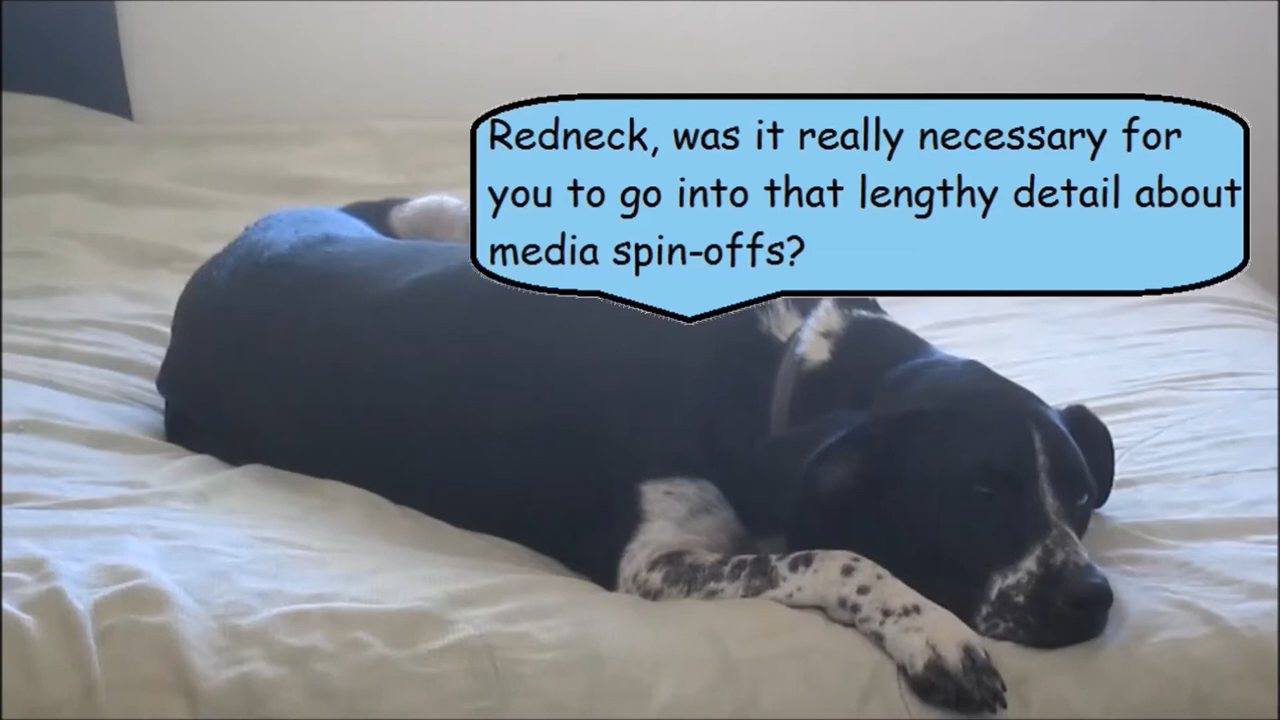 Redneck, was it really necessary for
you to go into that lengthy detail about
media spin-offs?